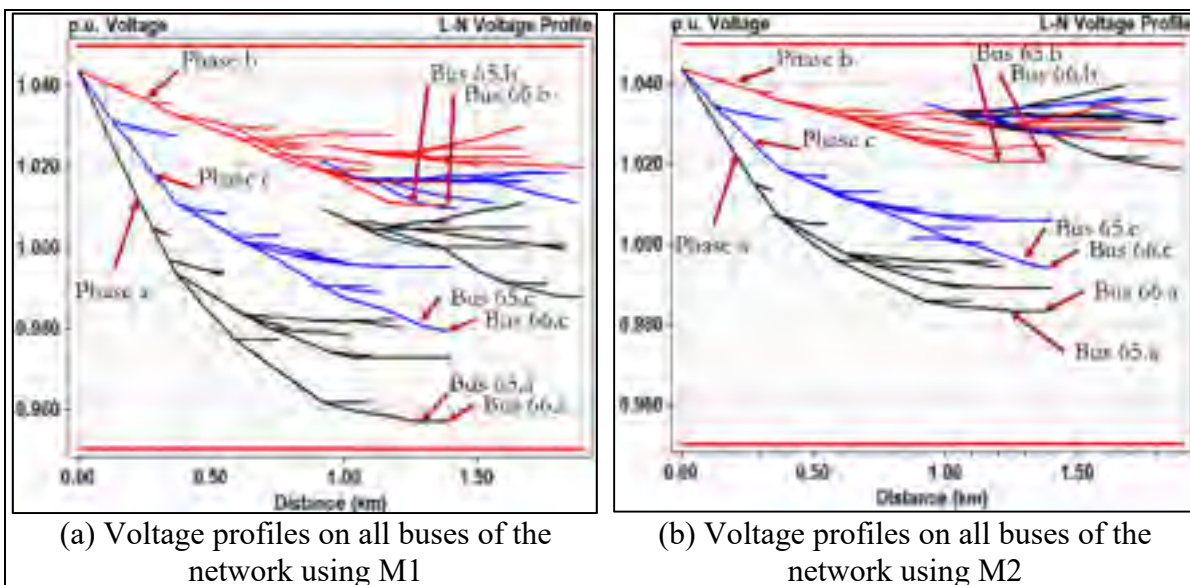 p.u. Voltage
L-N Voltage Profile
Phase b
Bus 65.b
Bus 66.b
1.040
1.020
Phase c
1.000
Phase a
Bus 65.c
0.980
Bus 66.c
Bus 65.a
Bus 66.a
0.960
0.00
0.50
1.00
1.50
Distance (km)
(a) Voltage profiles on all buses of the
network using M1
p.u. Voltage
L-N Voltage Profile
Bus 65.b
Phase b
Bus 66.b
1.040
1.020
Phase c
1.000
Phase a
Bus 65.c
Bus 66.c
Bus 66.a
0.980
Bus 65.a
0.960
0.00
0.50
1.00
1.50
Distance (km)
(b) Voltage profiles on all buses of the
network using M2